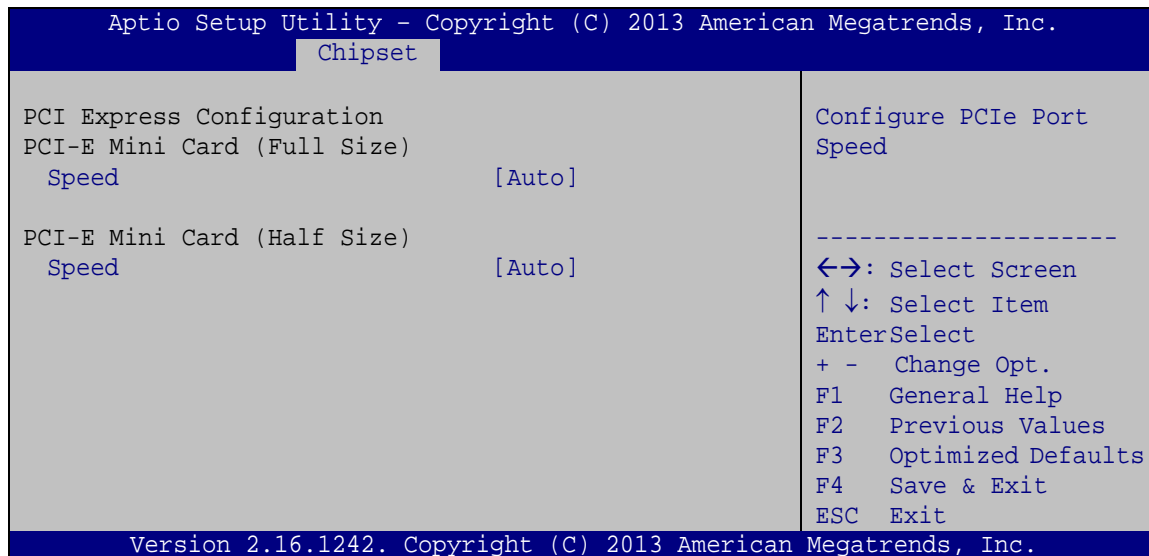 Aptio Setup Utility – Copyright (C) 2013 American Megatrends, Inc.
Chipset
PCI Express Configuration
PCI-E Mini Card (Full Size)
Speed [Auto]
PCI-E Mini Card (Half Size)
Speed [Auto]
Configure PCIe Port
Speed
----------------------
←→: Select Screen
↑ ↓: Select Item
EnterSelect
+ - Change Opt.
F1 General Help
F2 Previous Values
F3 Optimized Defaults
F4 Save & Exit
ESC Exit
Version 2.16.1242. Copyright (C) 2013 American Megatrends, Inc.